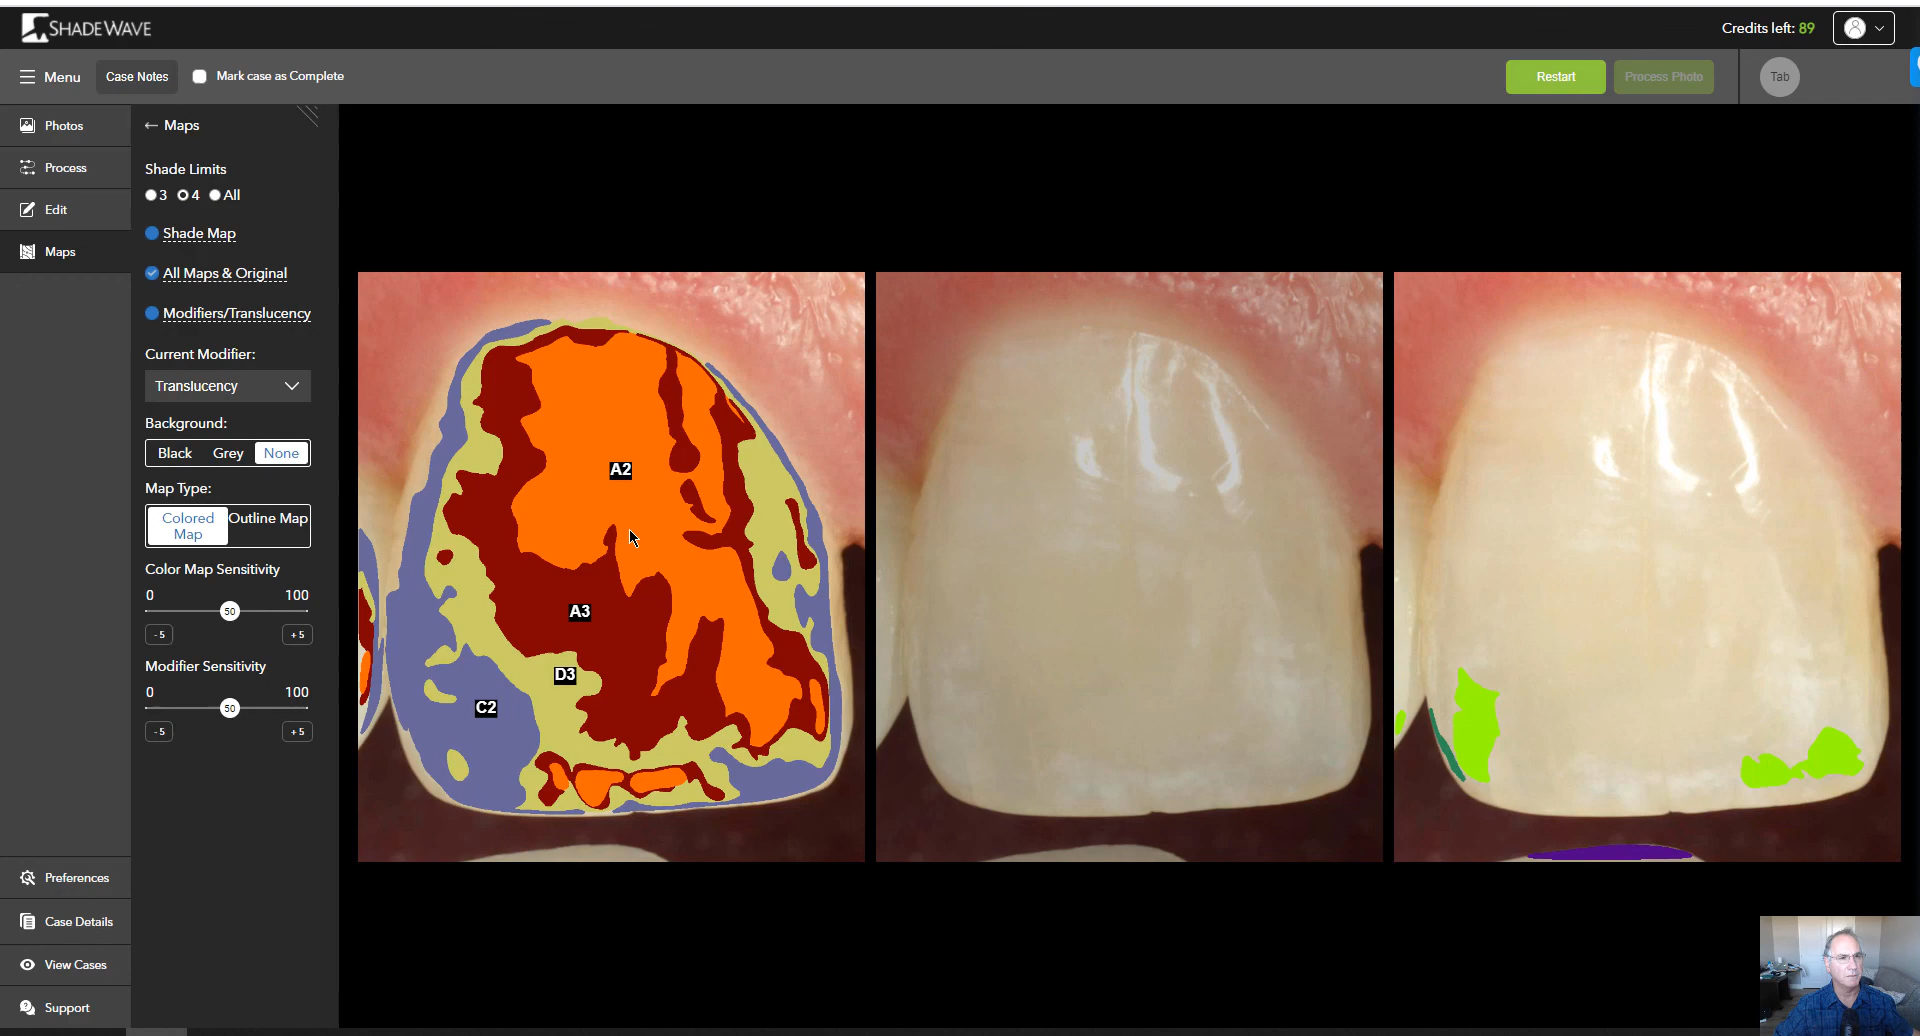 SHADEWAVE
Credits left: 89
Menu
Case Notes
Mark case as Complete
Restart
Process Photo
Tab
Photos
Process
Edit
Maps
Preferences
Case Details
View Cases
Support
← Maps
Shade Limits
3 4 All
Shade Map
All Maps & Original
Modifiers/Translucency
Current Modifier:
Translucency
Background:
Black Grey None
Map Type:
Colored
Map
Outline Map
Color Map Sensitivity
0 100
50
- 5 + 5
Modifier Sensitivity
0 100
50
- 5 + 5
A2
A3
D3
C2